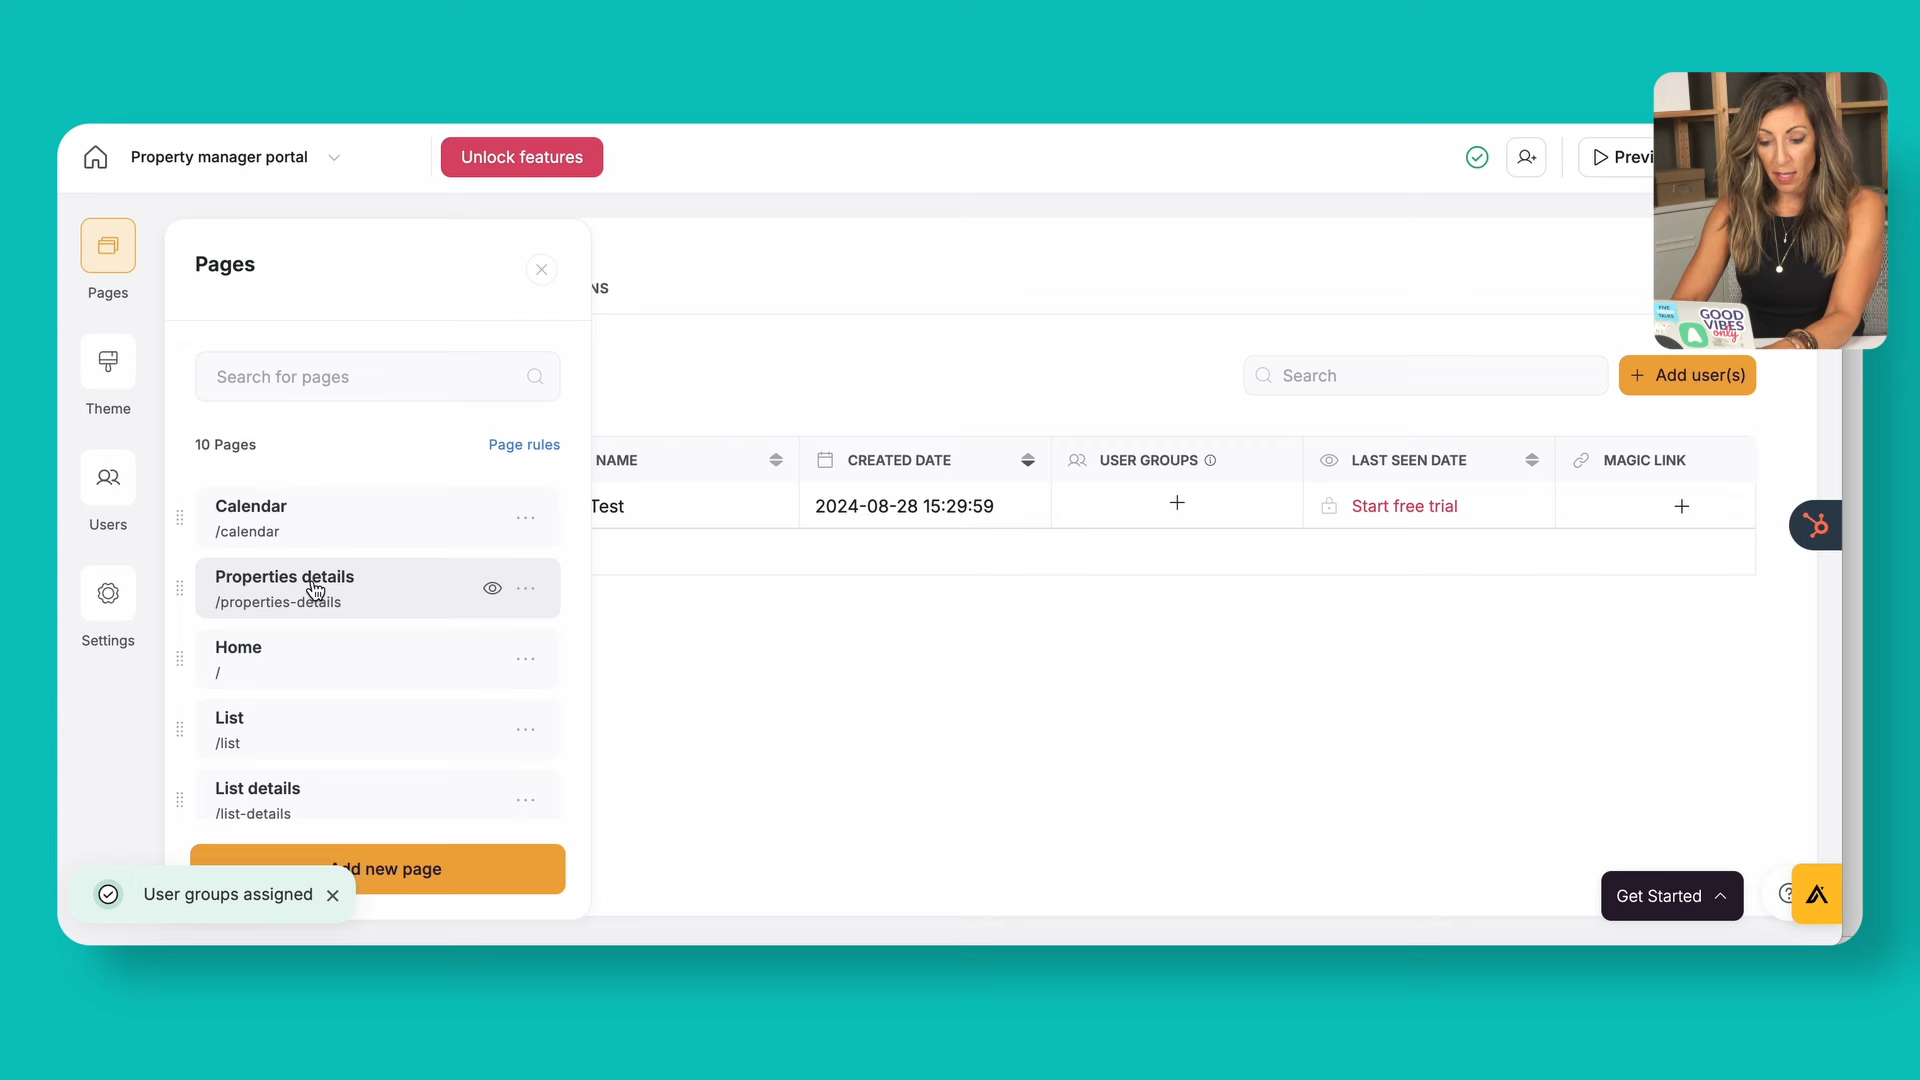 Property manager portal
Unlock features
Previ
Pages
Theme
Users
Settings
Pages
Search for pages
10 Pages
Page rules
Calendar
/calendar
Properties details
/properties-details
Home
/
List
/list
List details
/list-details
dd new page
User groups assigned
NS
Search
+ Add user(s)
NAME
CREATED DATE
USER GROUPS
LAST SEEN DATE
MAGIC LINK
Test
2024-08-28 15:29:59
+
Start free trial
+
Get Started
FIVE
TALKS
GOOD
VIBES
only